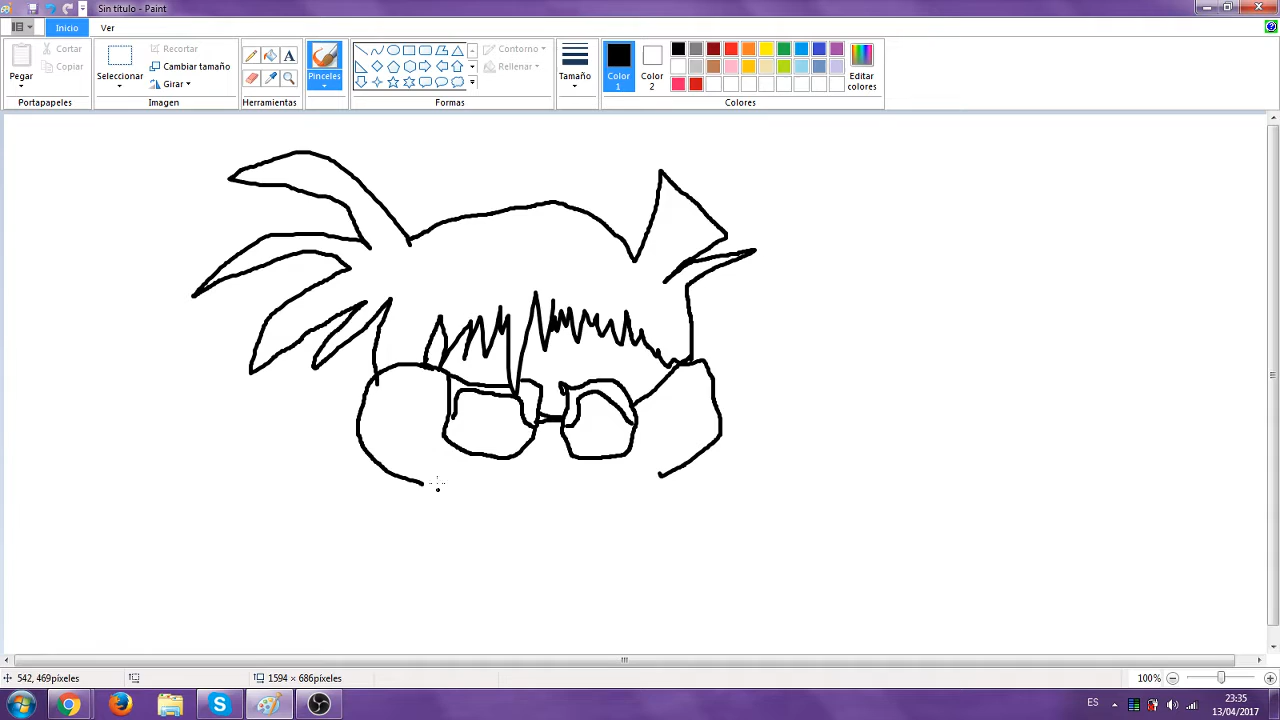 Sin título - Paint
Inicio
Ver
Pegar
Cortar
Copiar
Portapapeles
Seleccionar
Recortar
Cambiar tamaño
Girar
Imagen
A
Herramientas
Pinceles
Contorno
Rellenar
Formas
Tamaño
Color
1
Color
2
Editar
colores
Colores
542, 469píxeles
1594 × 686píxeles
100%
S
ES
23:35
13/04/2017